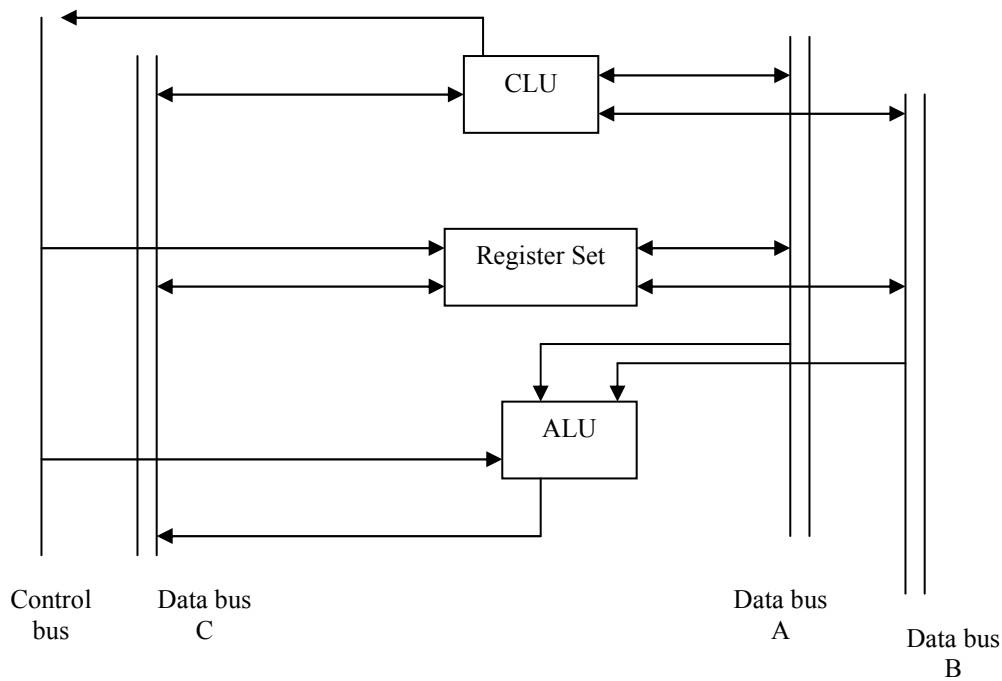 CLU
Register Set
ALU
Control
bus
Data bus
C
Data bus
A
Data bus
B